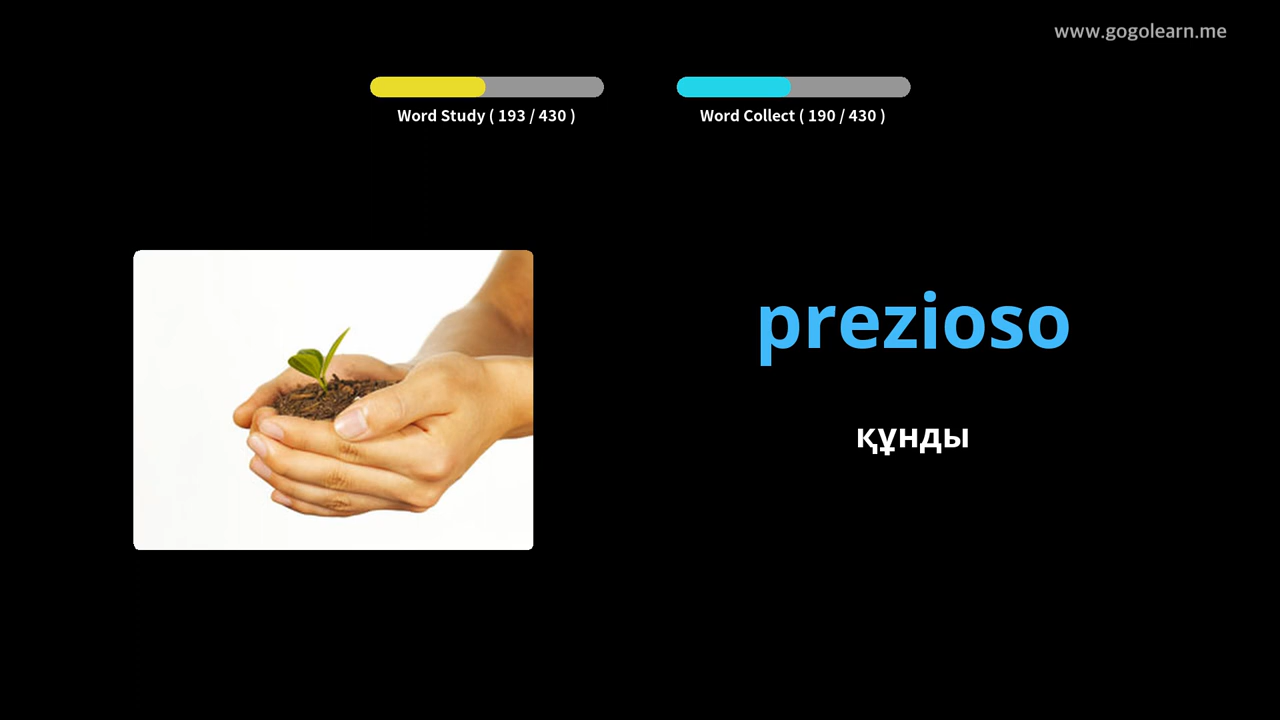 www.gogolearn.me
Word Study ( 193 / 430 )
Word Collect ( 190 / 430 )
prezioso
құнды